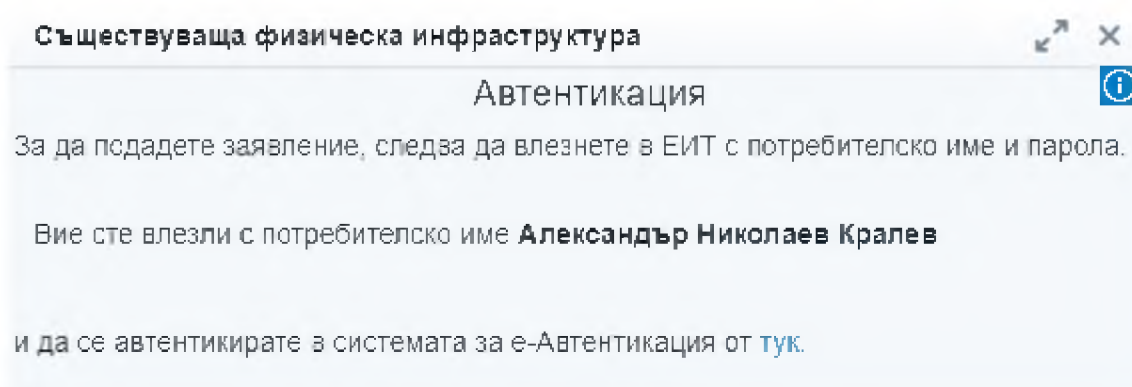 Съществуваща физическа инфраструктура
Автентикация
За да подадете заявление, следва да влезнете в ЕИТ с потребителско име и парола.
Вие сте влезли с потребителско име Александър Николаев Кралев
и да се автентикирате в системата за е-Автентикация от тук.